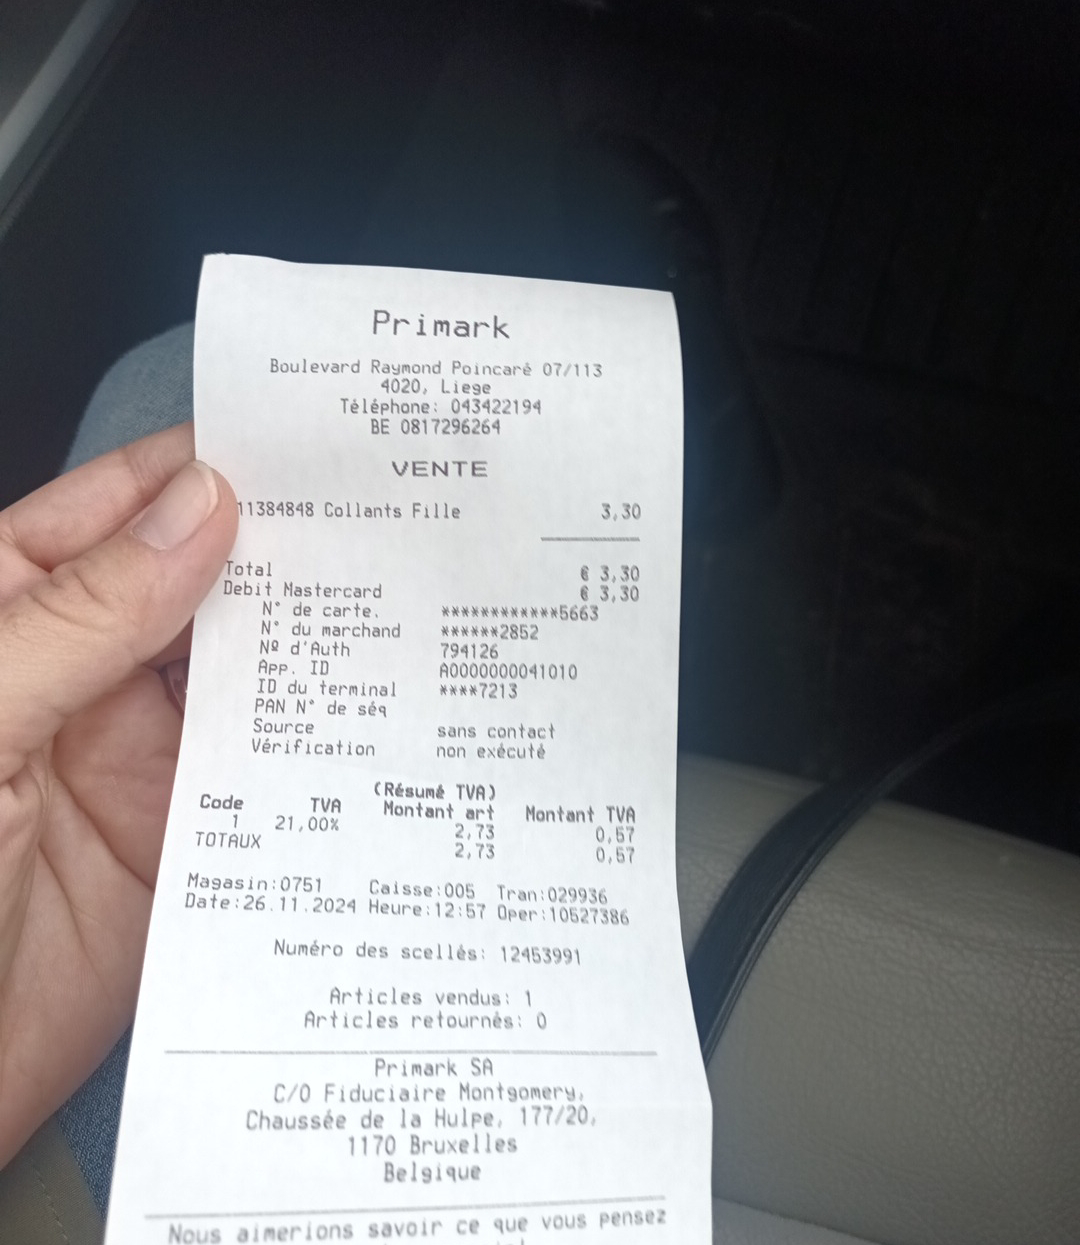 Primark
Boulevard Raymond Poincaré 07/113
4020, Liege
Téléphone: 043422194
BE 0817296264
VENTE
11384848 Collants Fille 3,30
Total € 3,30
Debit Mastercard € 3,30
N° de carte. ************5663
N° du marchand ******2852
Nº d'Auth 794126
App. ID A0000000041010
ID du terminal ****7213
PAN N° de séq
Source sans contact
Vérification non exécuté
(Résumé TVA)
Code TVA Montant art Montant TVA
1 21,00% 2,73 0,57
TOTAUX 2,73 0,57
Magasin:0751 Caisse:005 Tran:029936
Date:26.11.2024 Heure:12:57 Oper:10527386
Numéro des scellés: 12453991
Articles vendus: 1
Articles retournés: 0
Primark SA
C/O Fiduciaire Montgomery,
Chaussée de la Hulpe, 177/20,
1170 Bruxelles
Belgique
Nous aimerions savoir ce que vous pensez